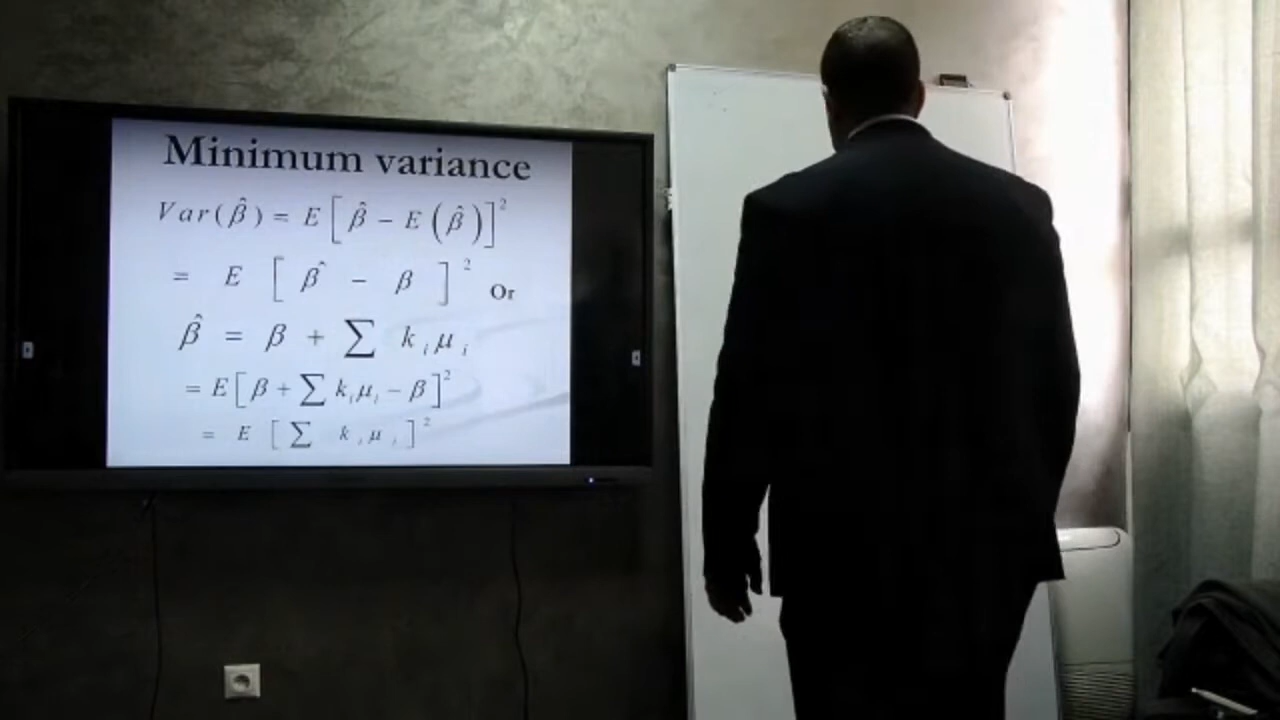 Minimum variance
Var(β̂) = E[β̂ − E(β̂)]²
= E [ β̂ − β ]² Or
β̂ = β + ∑ kᵢμᵢ
= E[β + ∑ kᵢμᵢ − β]²
= E [∑ kᵢμᵢ]²